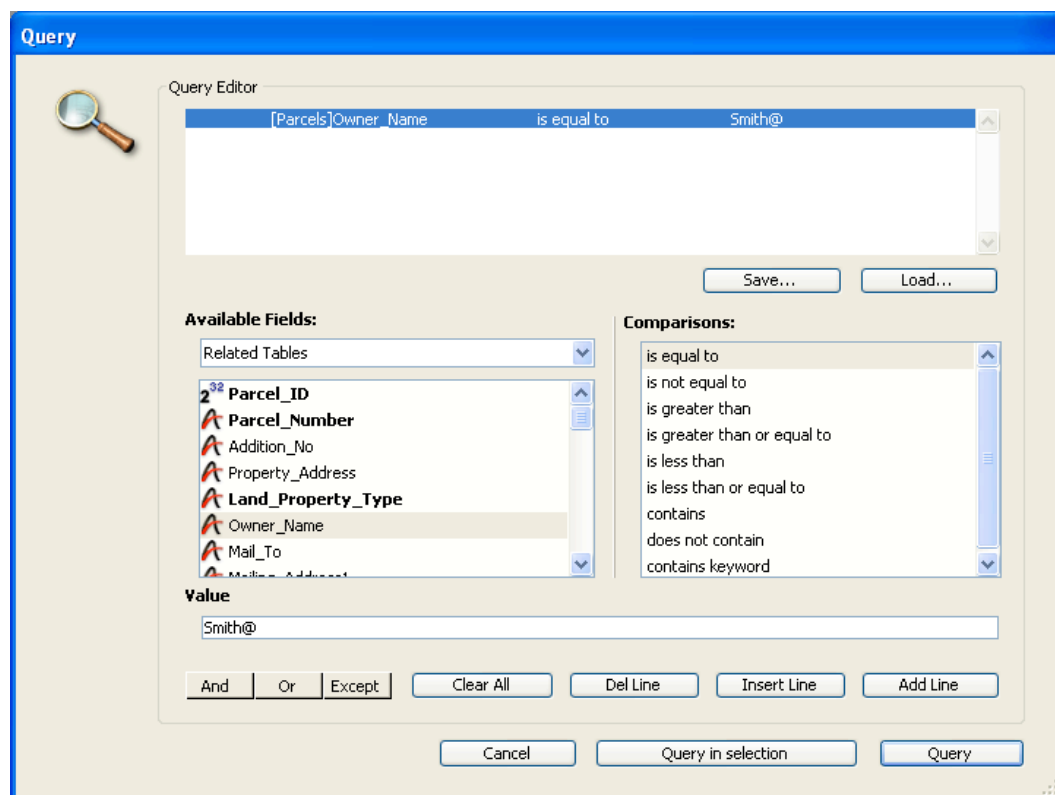 Query
Query Editor
[Parcels]Owner_Name is equal to Smith@
Save... Load...
Available Fields:
Related Tables
2^32 Parcel_ID
Parcel_Number
Addition_No
Property_Address
Land_Property_Type
Owner_Name
Mail_To
Mailing_Address1
Comparisons:
is equal to
is not equal to
is greater than
is greater than or equal to
is less than
is less than or equal to
contains
does not contain
contains keyword
Value
Smith@
And Or Except Clear All Del Line Insert Line Add Line
Cancel Query in selection Query